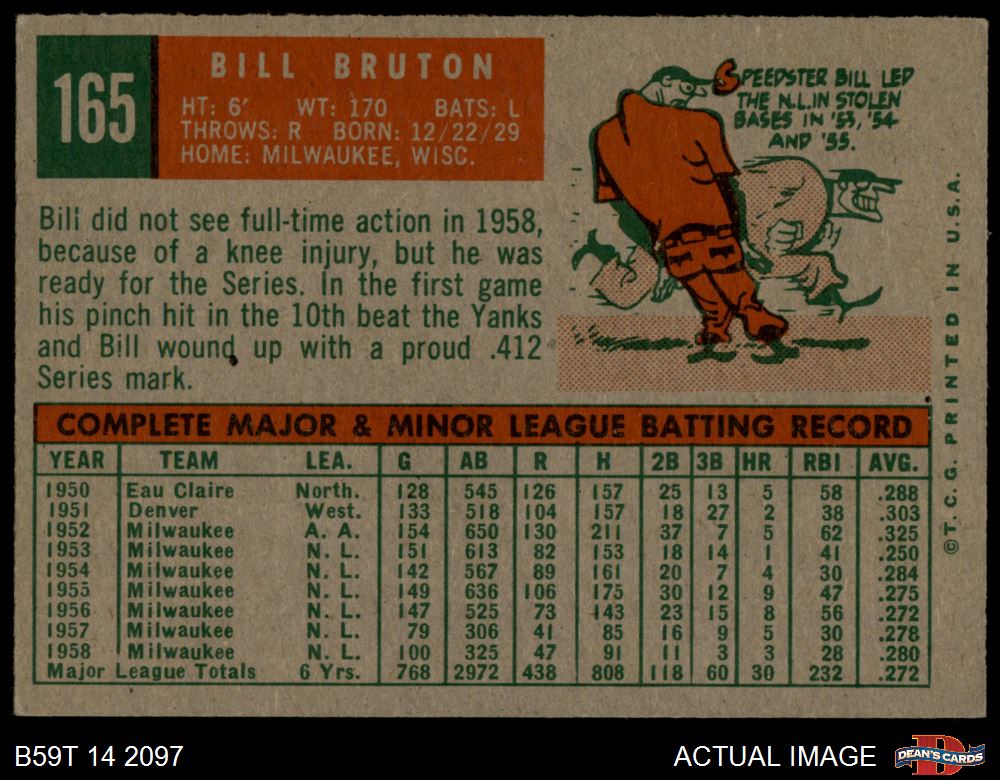 165
BILL BRUTON
HT: 6' WT: 170 BATS: L
THROWS: R BORN: 12/22/29
HOME: MILWAUKEE, WISC.
SPEEDSTER BILL LED
THE N.L. IN STOLEN
BASES IN '53, '54
AND '55.
Bill did not see full-time action in 1958,
because of a knee injury, but he was
ready for the Series. In the first game
his pinch hit in the 10th beat the Yanks
and Bill wound up with a proud .412
Series mark.
COMPLETE MAJOR & MINOR LEAGUE BATTING RECORD
YEAR TEAM LEA. G AB R H 2B 3B HR RBI AVG.
1950 Eau Claire North. 128 545 126 157 25 13 5 58 .288
1951 Denver West. 133 518 104 157 18 27 2 38 .303
1952 Milwaukee A. A. 154 650 130 211 37 7 5 62 .325
1953 Milwaukee N. L. 151 613 82 153 18 14 1 41 .250
1954 Milwaukee N. L. 142 567 89 161 20 7 4 30 .284
1955 Milwaukee N. L. 149 636 106 175 30 12 9 47 .275
1956 Milwaukee N. L. 147 525 73 143 23 15 8 56 .272
1957 Milwaukee N. L. 79 306 41 85 16 9 5 30 .278
1958 Milwaukee N. L. 100 325 47 91 11 3 3 28 .280
Major League Totals 6 Yrs. 768 2972 438 808 118 60 30 232 .272
©T. C. G. PRINTED IN U.S.A.
B59T 14 2097
ACTUAL IMAGE
DEAN'S CARDS